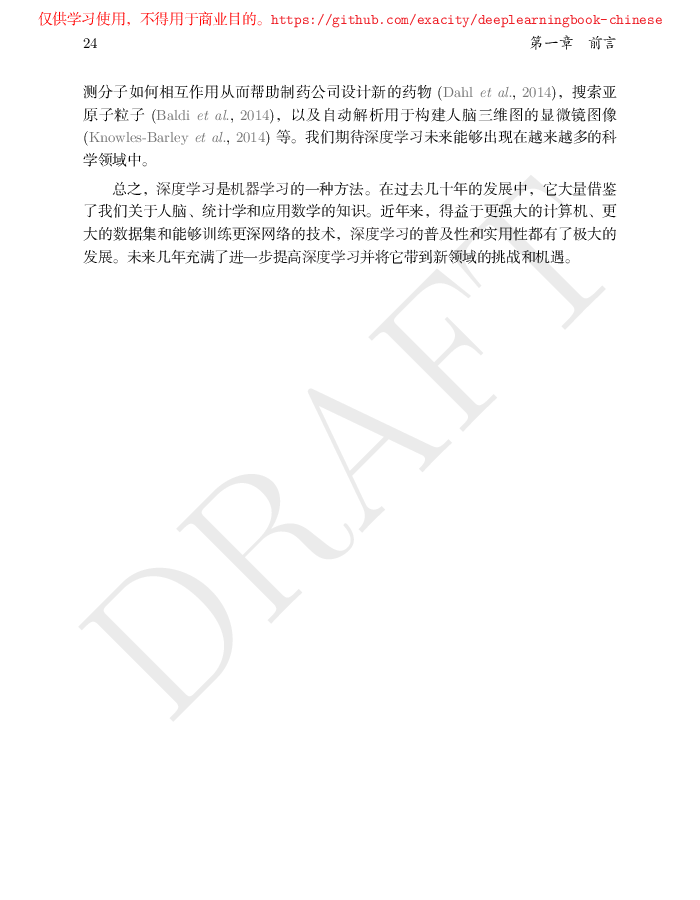 仅供学习使用，不得用于商业目的。https://github.com/exacity/deeplearningbook-chinese
24 第一章 前言
测分子如何相互作用从而帮助制药公司设计新的药物 (Dahl et al., 2014)，搜索亚
原子粒子 (Baldi et al., 2014)，以及自动解析用于构建人脑三维图的显微镜图像
(Knowles-Barley et al., 2014) 等。我们期待深度学习未来能够出现在越来越多的科
学领域中。
总之，深度学习是机器学习的一种方法。在过去几十年的发展中，它大量借鉴
了我们关于人脑、统计学和应用数学的知识。近年来，得益于更强大的计算机、更
大的数据集和能够训练更深网络的技术，深度学习的普及性和实用性都有了极大的
发展。未来几年充满了进一步提高深度学习并将它带到新领域的挑战和机遇。
DRAFT